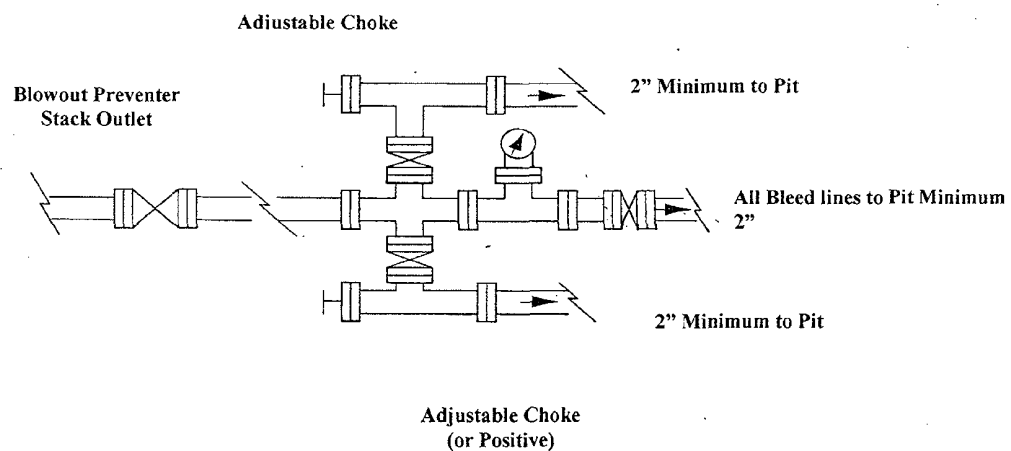 Adjustable Choke
Blowout Preventer
Stack Outlet
2” Minimum to Pit
All Bleed lines to Pit Minimum
2”
2” Minimum to Pit
Adjustable Choke
(or Positive)